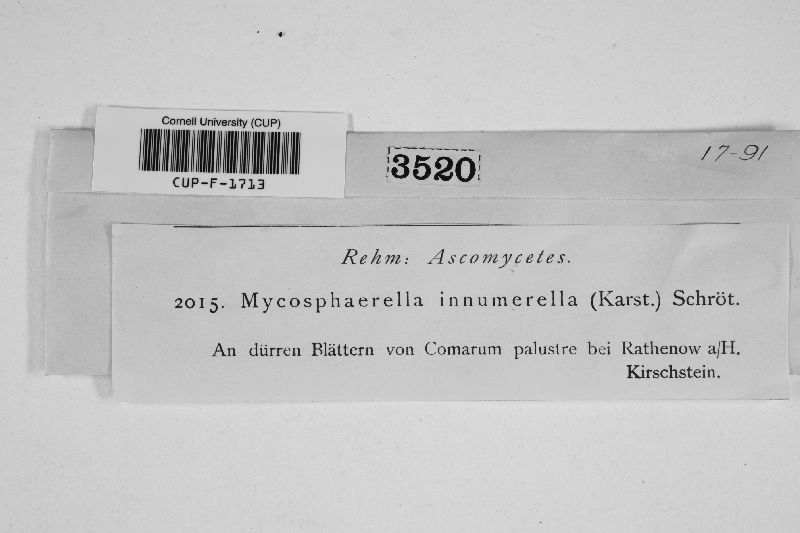 Cornell University (CUP)
CUP-F-1713
3520
17-91
Rehm: Ascomycetes.
2015. Mycosphaerella innumerella (Karst.) Schröt.
An dürren Blättern von Comarum palustre bei Rathenow a/H.
Kirschstein.